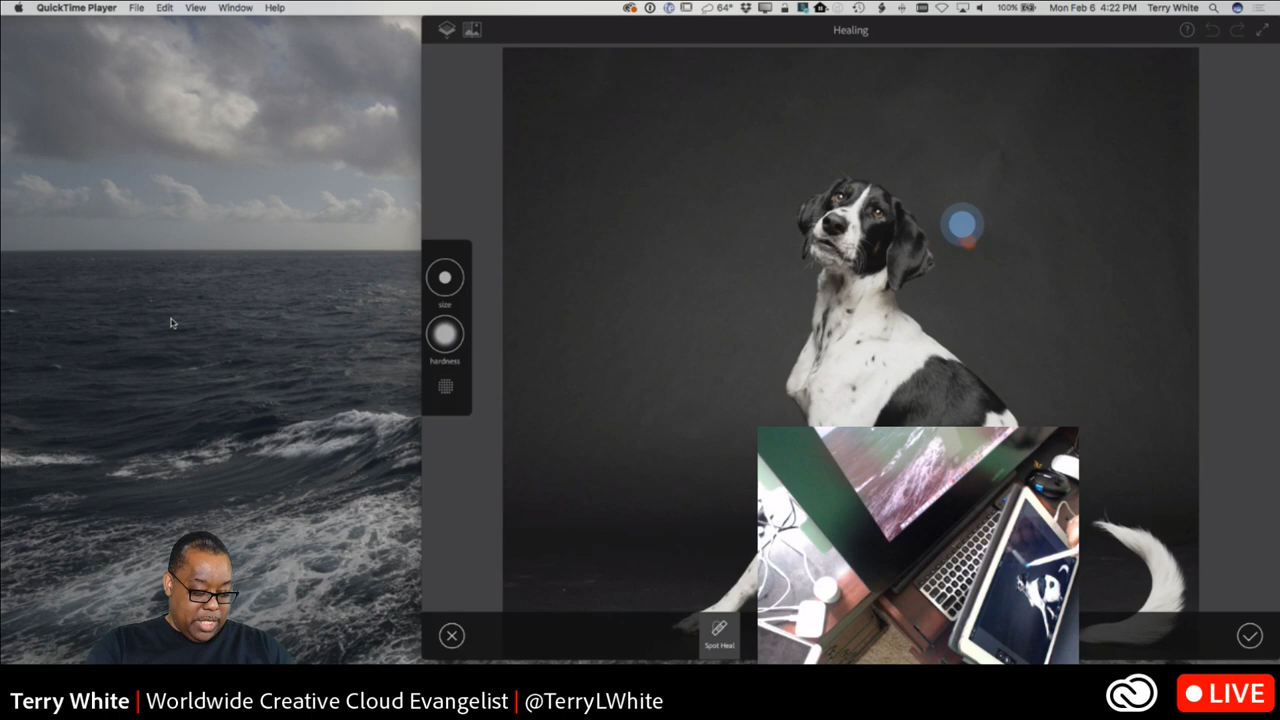 QuickTime Player File Edit View Window Help
64° 100% Mon Feb 6 4:22 PM Terry White
Healing
size
hardness
Spot Heal
Terry White | Worldwide Creative Cloud Evangelist | @TerryLWhite
LIVE